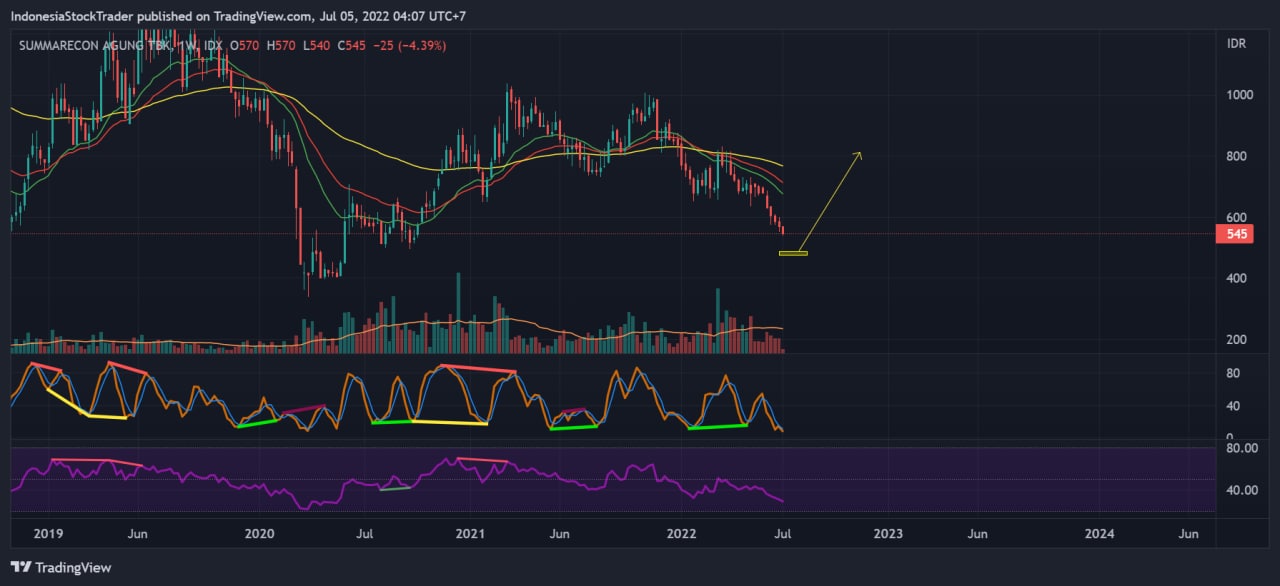 IndonesiaStockTrader published on TradingView.com, Jul 05, 2022 04:07 UTC+7
SUMMARECON AGUNG TBK, 1W, IDX O570 H570 L540 C545 −25 (−4.39%)
IDR
1000
800
600
545
400
200
80
40
0
80.00
40.00
2019 Jun 2020 Jul 2021 Jun 2022 Jul 2023 Jun 2024 Jun
TradingView